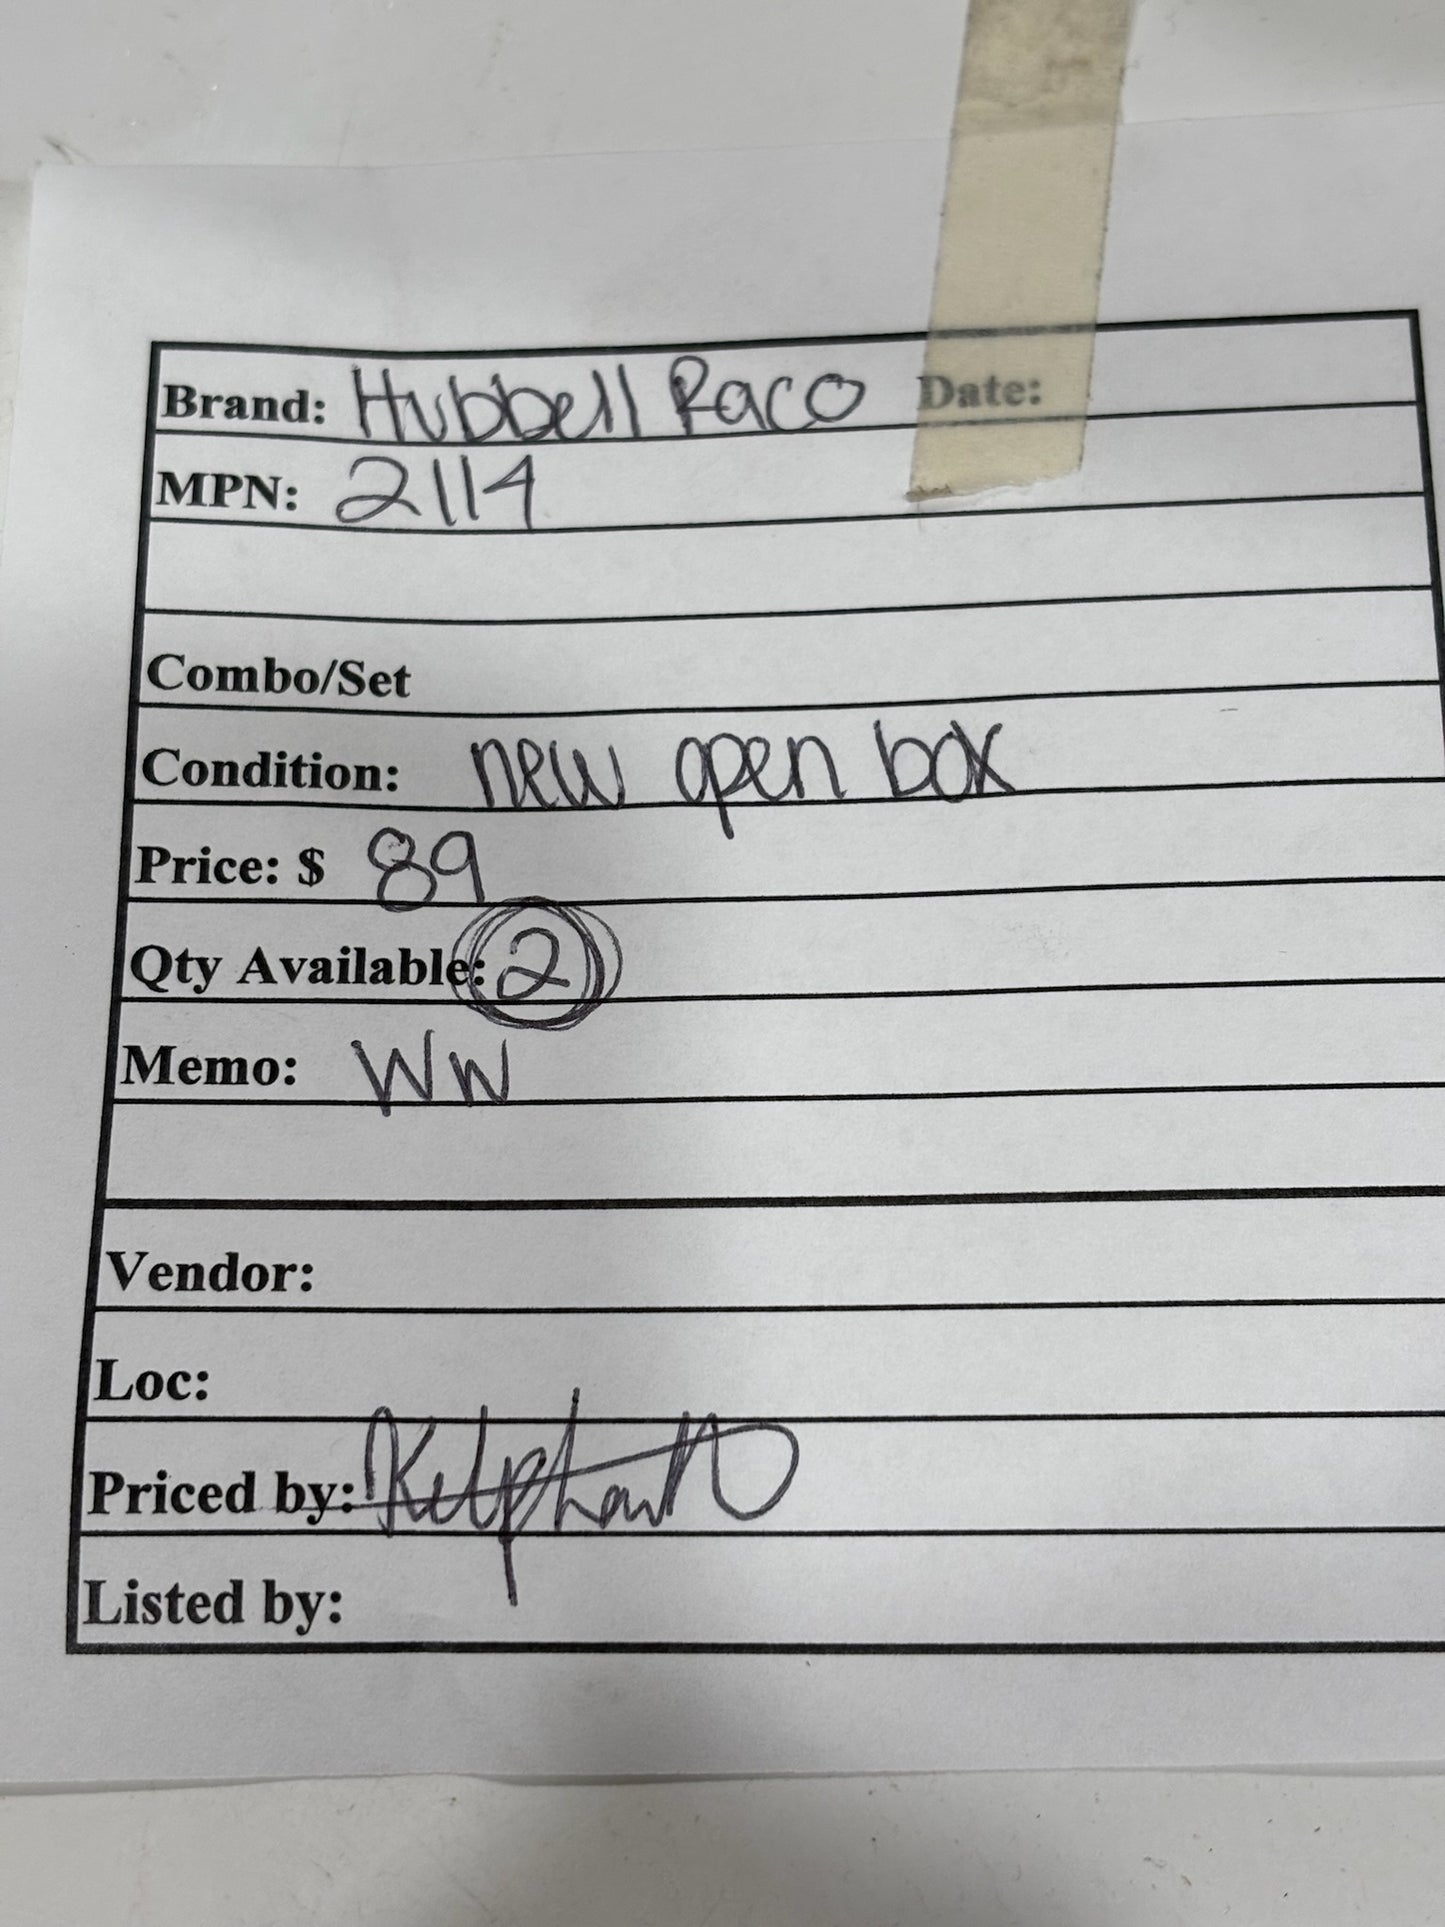 Brand: Hubbell Raco Date:
MPN: 2114
Combo/Set
Condition: new open box
Price: $ 89
Qty Available: 2
Memo: WW
Vendor:
Loc:
Priced by:
Listed by: